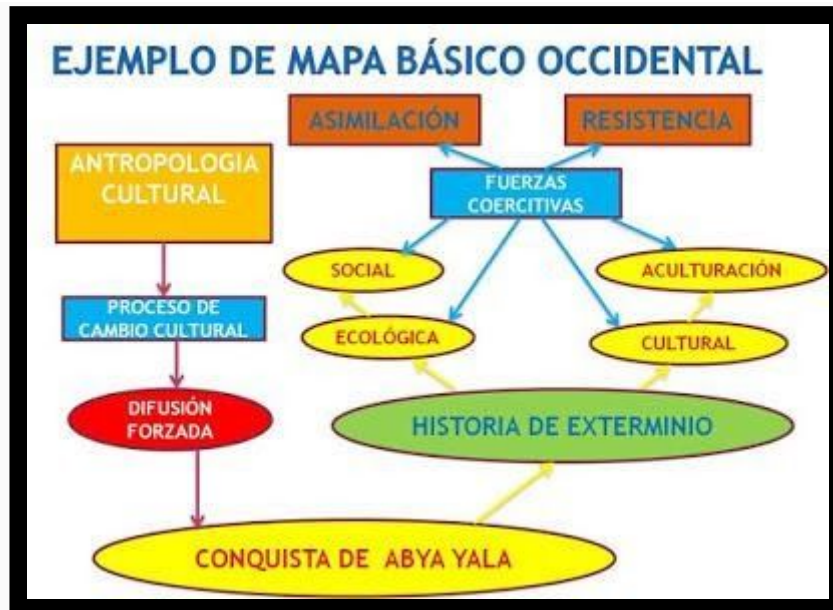 EJEMPLO DE MAPA BÁSICO OCCIDENTAL
ASIMILACIÓN
RESISTENCIA
ANTROPOLOGIA
CULTURAL
FUERZAS
COERCITIVAS
SOCIAL
ACULTURACIÓN
PROCESO DE
CAMBIO CULTURAL
ECOLÓGICA
CULTURAL
DIFUSIÓN
FORZADA
HISTORIA DE EXTERMINIO
CONQUISTA DE ABYA YALA